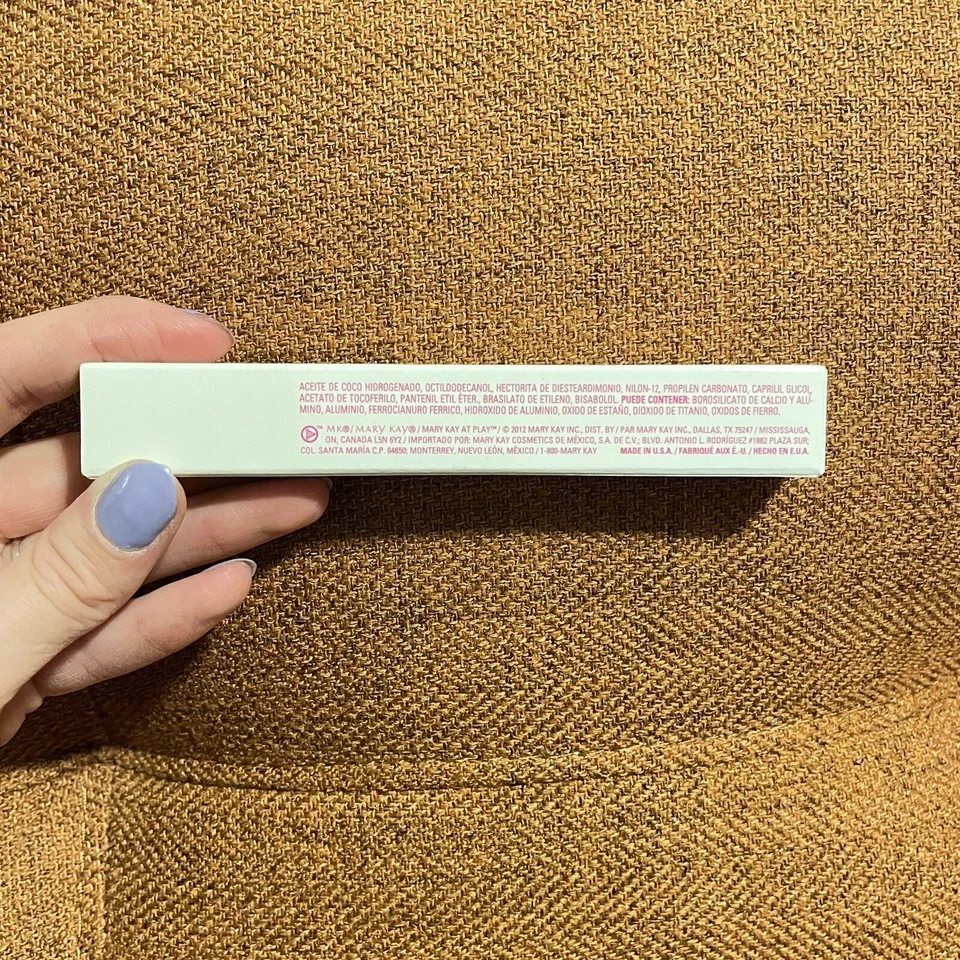 ACEITE DE COCO HIDROGENADO, OCTILDODECANOL, HECTORITA DE DIESTEARDIMONIO, NILON-12, PROPILEN CARBONATO, CAPRILIL GLICOL,
ACETATO DE TOCOFERILO, PANTENIL ETIL ÉTER, BRASILATO DE ETILENO, BISABOLOL. PUEDE CONTENER: BOROSILICATO DE CALCIO Y ALU-
MINO, ALUMINIO, FERROCIANURO FERRICO, HIDROXIDO DE ALUMINIO, OXIDO DE ESTAÑO, DIOXIDO DE TITANIO, OXIDOS DE FIERRO.
™ MK® / MARY KAY® / MARY KAY AT PLAY™ / © 2012 MARY KAY INC., DIST. BY / PAR MARY KAY INC., DALLAS, TX 75247 / MISSISSAUGA,
ON, CANADA L5N 6Y2 / IMPORTADO POR: MARY KAY COSMETICS DE MÉXICO, S.A. DE C.V.; BLVD. ANTONIO L. RODRÍGUEZ #1882 PLAZA SUR;
COL. SANTA MARÍA C.P. 64650; MONTERREY, NUEVO LEÓN, MÉXICO / 1-800-MARY KAY MADE IN U.S.A. / FABRIQUÉ AUX É.-U. / HECHO EN E.U.A.